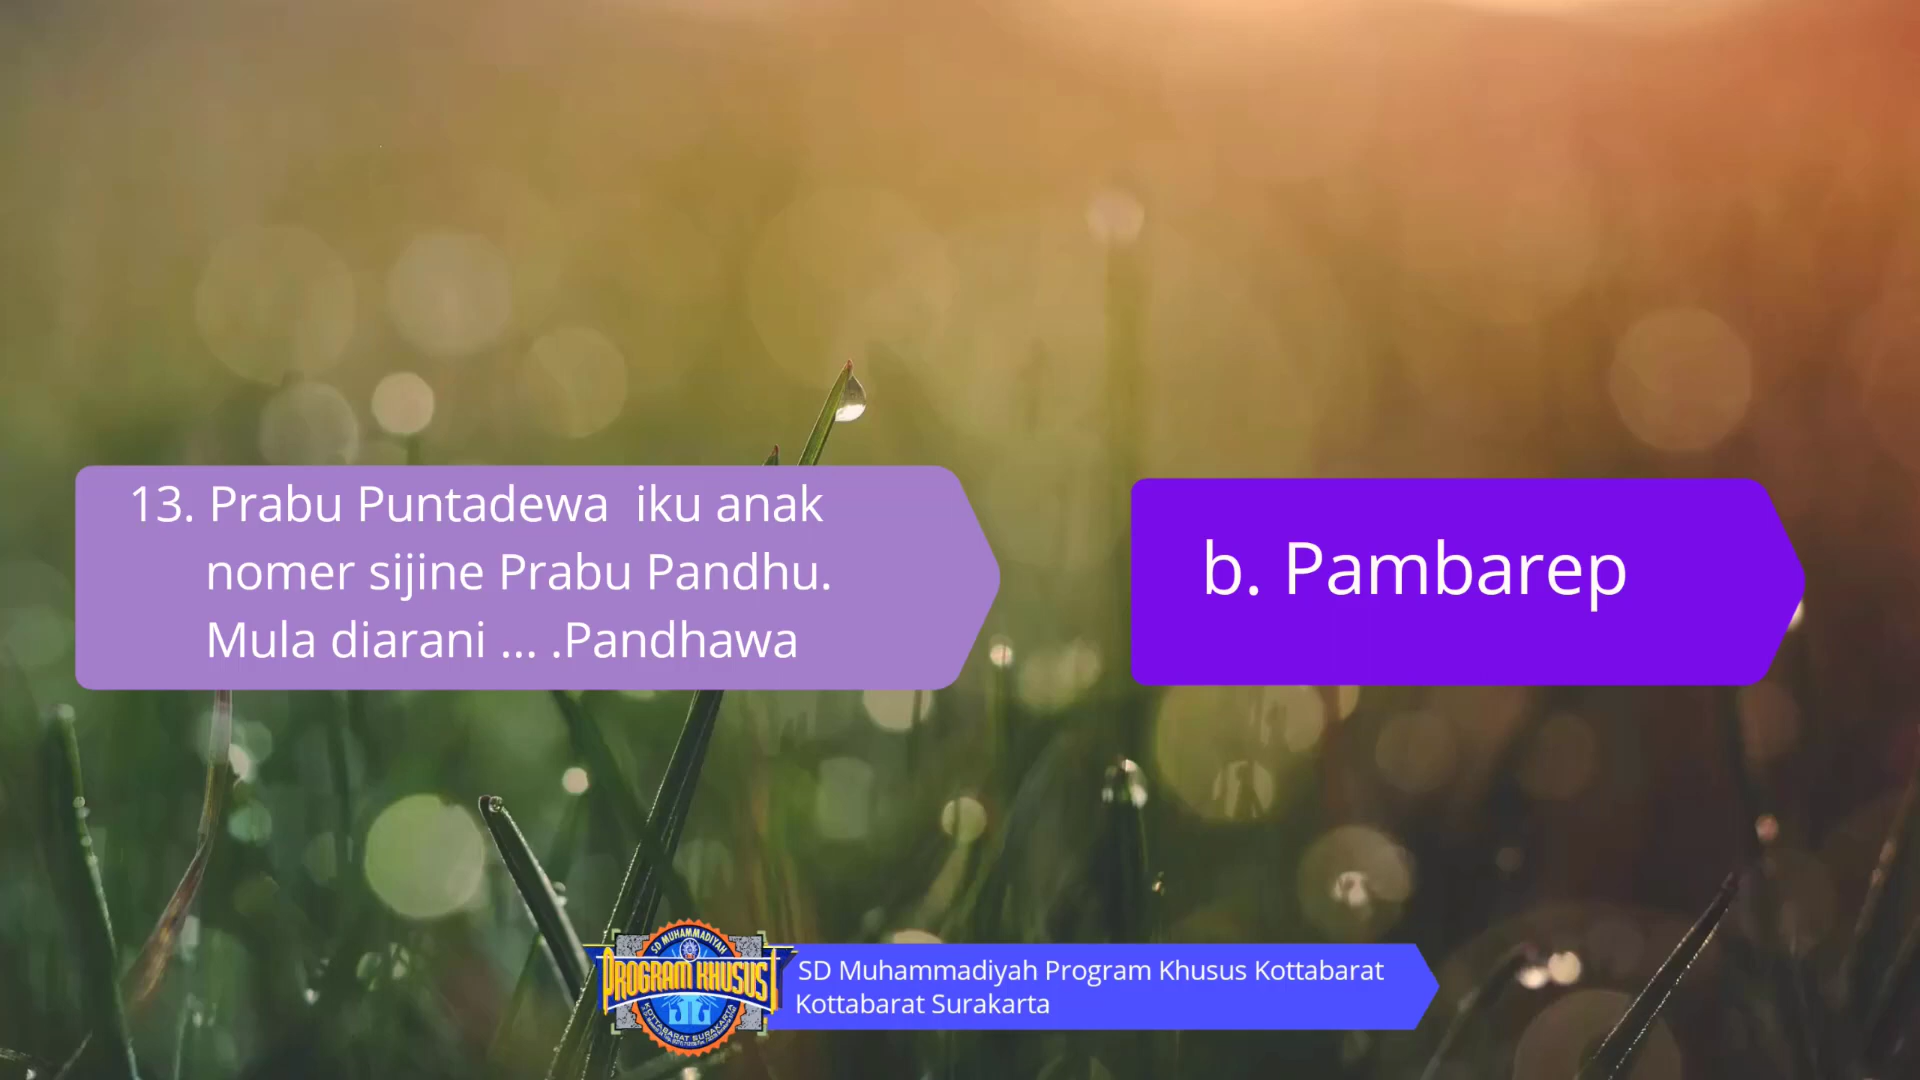 13. Prabu Puntadewa iku anak
nomer sijine Prabu Pandhu.
Mula diarani ... .Pandhawa
b. Pambarep
SD MUHAMMADIYAH
PROGRAM KHUSUS
KOTTABARAT SURAKARTA
SD Muhammadiyah Program Khusus Kottabarat
Kottabarat Surakarta